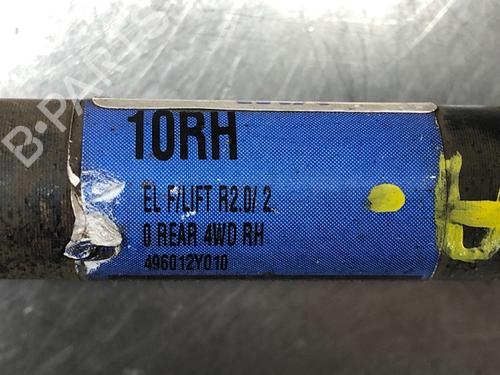 B-PARTS
10RH
EL F/LIFT R2.0/ 2.
0 REAR 4WD RH
496012Y010